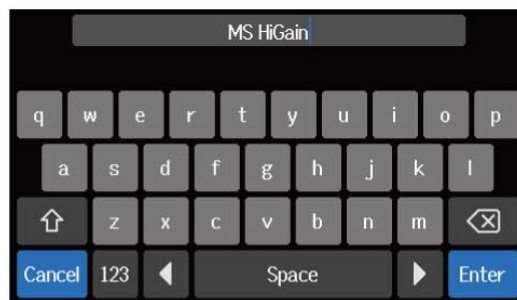 MS HiGain
q w e r t y u i o p
a s d f g h j k l
z x c v b n m
Cancel 123 Space Enter